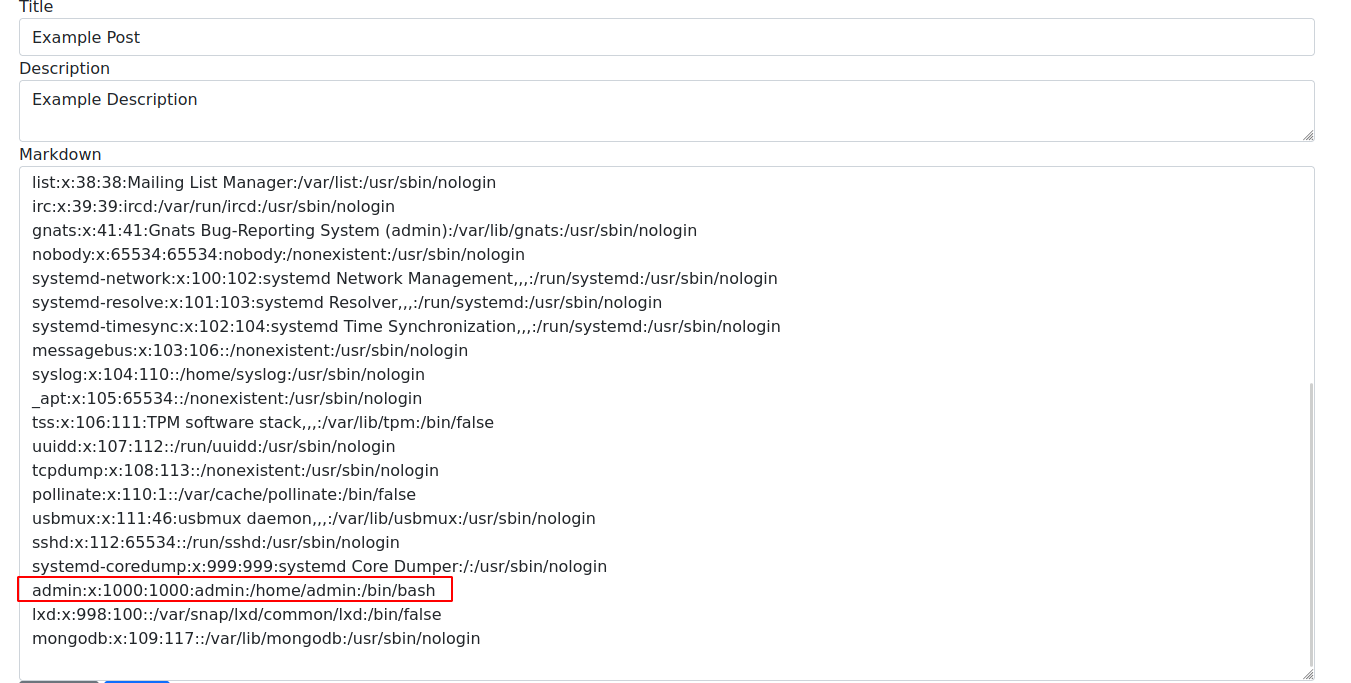 Title
Example Post
Description
Example Description
Markdown
list:x:38:38:Mailing List Manager:/var/list:/usr/sbin/nologin
irc:x:39:39:ircd:/var/run/ircd:/usr/sbin/nologin
gnats:x:41:41:Gnats Bug-Reporting System (admin):/var/lib/gnats:/usr/sbin/nologin
nobody:x:65534:65534:nobody:/nonexistent:/usr/sbin/nologin
systemd-network:x:100:102:systemd Network Management,,,:/run/systemd:/usr/sbin/nologin
systemd-resolve:x:101:103:systemd Resolver,,,:/run/systemd:/usr/sbin/nologin
systemd-timesync:x:102:104:systemd Time Synchronization,,,:/run/systemd:/usr/sbin/nologin
messagebus:x:103:106::/nonexistent:/usr/sbin/nologin
syslog:x:104:110::/home/syslog:/usr/sbin/nologin
_apt:x:105:65534::/nonexistent:/usr/sbin/nologin
tss:x:106:111:TPM software stack,,,:/var/lib/tpm:/bin/false
uuidd:x:107:112::/run/uuidd:/usr/sbin/nologin
tcpdump:x:108:113::/nonexistent:/usr/sbin/nologin
pollinate:x:110:1::/var/cache/pollinate:/bin/false
usbmux:x:111:46:usbmux daemon,,,:/var/lib/usbmux:/usr/sbin/nologin
sshd:x:112:65534::/run/sshd:/usr/sbin/nologin
systemd-coredump:x:999:999:systemd Core Dumper:/:/usr/sbin/nologin
admin:x:1000:1000:admin:/home/admin:/bin/bash
lxd:x:998:100::/var/snap/lxd/common/lxd:/bin/false
mongodb:x:109:117::/var/lib/mongodb:/usr/sbin/nologin